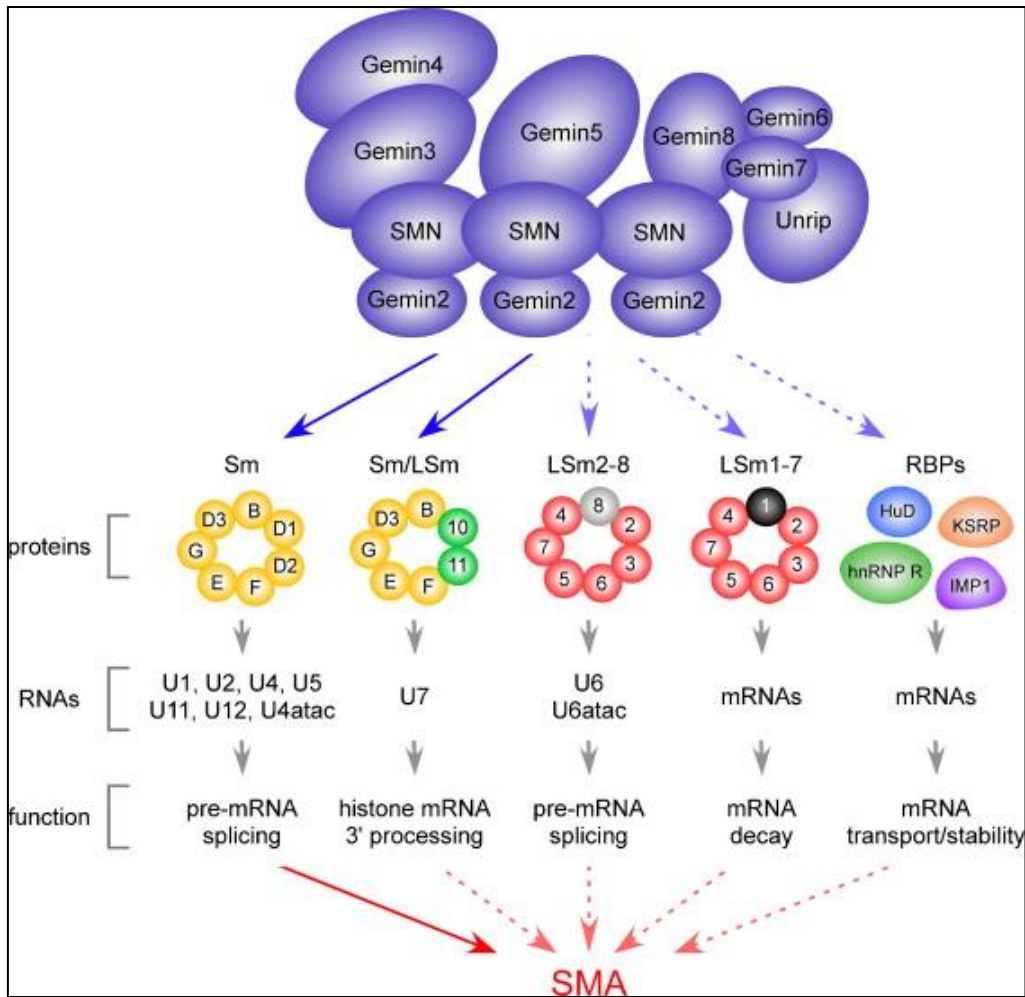 Gemin4
Gemin3
Gemin5
Gemin8
Gemin6
Gemin7
Unrip
SMN
SMN
SMN
Gemin2
Gemin2
Gemin2
Sm
Sm/LSm
LSm2-8
LSm1-7
RBPs
proteins
D3
B
D1
G
D2
E
F
D3
B
10
G
11
E
F
4
8
2
7
3
5
6
4
1
2
7
3
5
6
HuD
KSRP
hnRNP R
IMP1
RNAs
U1, U2, U4, U5
U11, U12, U4atac
U7
U6
U6atac
mRNAs
mRNAs
function
pre-mRNA
splicing
histone mRNA
3' processing
pre-mRNA
splicing
mRNA
decay
mRNA
transport/stability
SMA